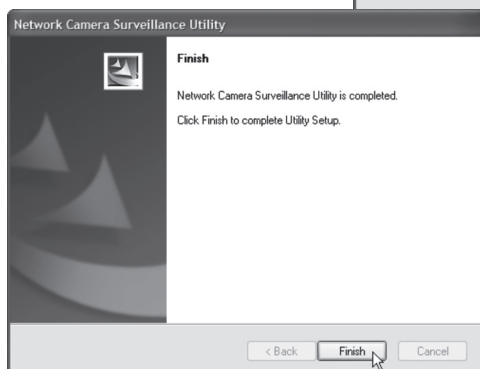 Network Camera Surveillance Utility
Finish
Network Camera Surveillance Utility is completed.
Click Finish to complete Utility Setup.
< Back
Finish
Cancel